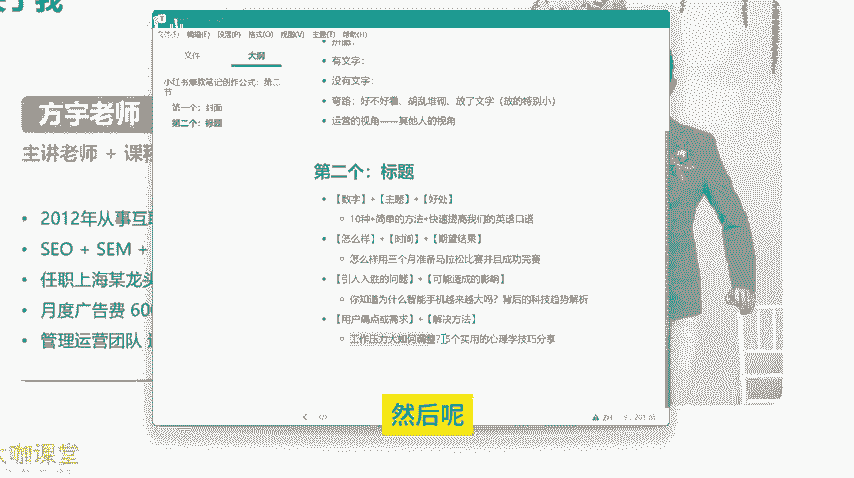 方宇老师
主讲老师 + 课程
2012年从事互联
SEO + SEM +
任职上海某龙头
月度广告费 600
管理运营团队
大咖课堂
文件(F) 编辑(E) 段落(P) 格式(O) 视图(V) 主题(T) 帮助(H)
文件 大纲
小红书爆款笔记创作公式：第二
节
第一个：封面
第二个：标题
有文字：
没有文字：
弯路：好不好看、胡乱堆砌、放了文字（放的特别小）
运营的视角-----其他人的视角
第二个：标题
【数字】+【主题】+【好处】
10种+简单的方法+快速提高我们的英语口语
【怎么样】+【时间】+【期望结果】
怎么样用三个月准备马拉松比赛并且成功完赛
【引人入胜的问题】+【可能造成的影响】
你知道为什么智能手机越来越大吗？背后的科技趋势解析
【用户痛点或需求】+【解决方法】
工作压力大如何调整？5个实用的心理学技巧分享
然后呢